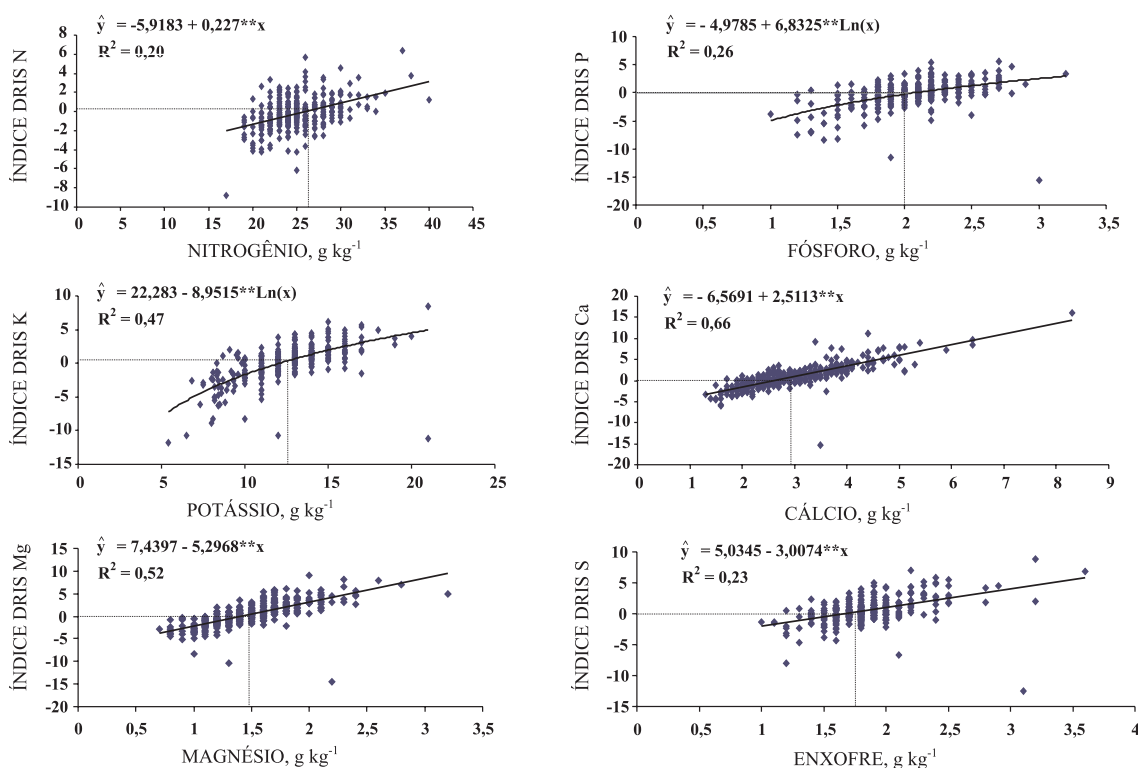 ŷ = -5,9183 + 0,227**x
R² = 0,20
ÍNDICE DRIS N
8
6
4
2
0
-2
-4
-6
-8
-10
0 5 10 15 20 25 30 35 40 45
NITROGÊNIO, g kg⁻¹
ŷ = - 4,9785 + 6,8325**Ln(x)
R² = 0,26
ÍNDICE DRIS P
15
10
5
0
-5
-10
-15
-20
0 0,5 1 1,5 2 2,5 3 3,5
FÓSFORO, g kg⁻¹
ŷ = 22,283 - 8,9515**Ln(x)
R² = 0,47
ÍNDICE DRIS K
10
5
0
-5
-10
-15
0 5 10 15 20 25
POTÁSSIO, g kg⁻¹
ŷ = - 6,5691 + 2,5113**x
R² = 0,66
ÍNDICE DRIS Ca
20
15
10
5
0
-5
-10
-15
-20
0 1 2 3 4 5 6 7 8 9
CÁLCIO, g kg⁻¹
ŷ = 7,4397 - 5,2968**x
R² = 0,52
ÍNDICE DRIS Mg
15
10
5
0
-5
-10
-15
-20
0 0,5 1 1,5 2 2,5 3 3,5
MAGNÉSIO, g kg⁻¹
ŷ = 5,0345 - 3,0074**x
R² = 0,23
ÍNDICE DRIS S
10
5
0
-5
-10
-15
0 0,5 1 1,5 2 2,5 3 3,5 4
ENXOFRE, g kg⁻¹